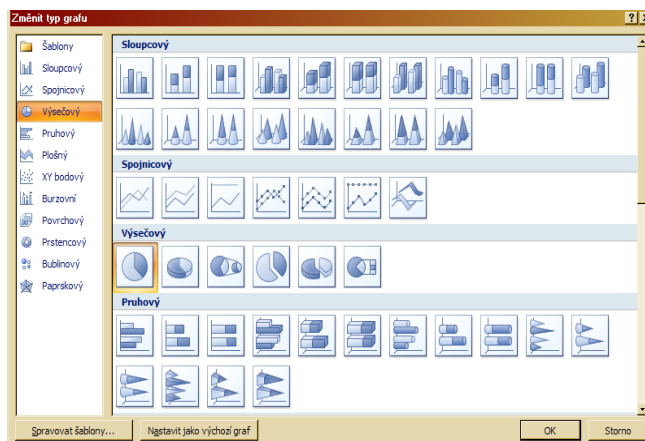 Změnit typ grafu
Šablony
Sloupcový
Spojnicový
Výsečový
Pruhový
Plošný
XY bodový
Burzovní
Povrchový
Prstencový
Bublinový
Paprskový
Sloupcový
Spojnicový
Výsečový
Pruhový
Spravovat šablony...
Nastavit jako výchozí graf
OK
Storno